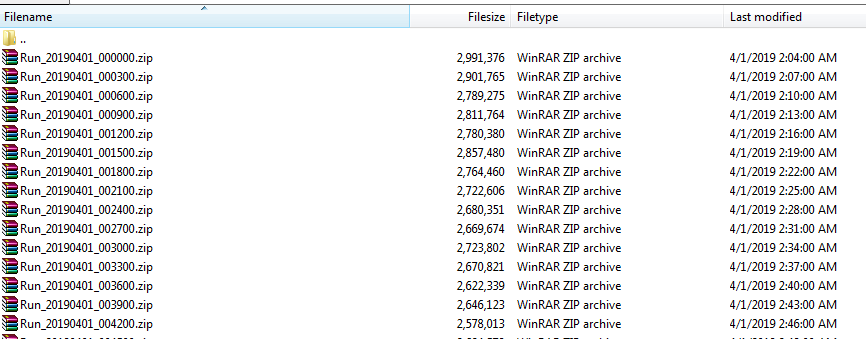 Filename Filesize Filetype Last modified
..
Run_20190401_000000.zip 2,991,376 WinRAR ZIP archive 4/1/2019 2:04:00 AM
Run_20190401_000300.zip 2,901,765 WinRAR ZIP archive 4/1/2019 2:07:00 AM
Run_20190401_000600.zip 2,789,275 WinRAR ZIP archive 4/1/2019 2:10:00 AM
Run_20190401_000900.zip 2,811,764 WinRAR ZIP archive 4/1/2019 2:13:00 AM
Run_20190401_001200.zip 2,780,380 WinRAR ZIP archive 4/1/2019 2:16:00 AM
Run_20190401_001500.zip 2,857,480 WinRAR ZIP archive 4/1/2019 2:19:00 AM
Run_20190401_001800.zip 2,764,460 WinRAR ZIP archive 4/1/2019 2:22:00 AM
Run_20190401_002100.zip 2,722,606 WinRAR ZIP archive 4/1/2019 2:25:00 AM
Run_20190401_002400.zip 2,680,351 WinRAR ZIP archive 4/1/2019 2:28:00 AM
Run_20190401_002700.zip 2,669,674 WinRAR ZIP archive 4/1/2019 2:31:00 AM
Run_20190401_003000.zip 2,723,802 WinRAR ZIP archive 4/1/2019 2:34:00 AM
Run_20190401_003300.zip 2,670,821 WinRAR ZIP archive 4/1/2019 2:37:00 AM
Run_20190401_003600.zip 2,622,339 WinRAR ZIP archive 4/1/2019 2:40:00 AM
Run_20190401_003900.zip 2,646,123 WinRAR ZIP archive 4/1/2019 2:43:00 AM
Run_20190401_004200.zip 2,578,013 WinRAR ZIP archive 4/1/2019 2:46:00 AM